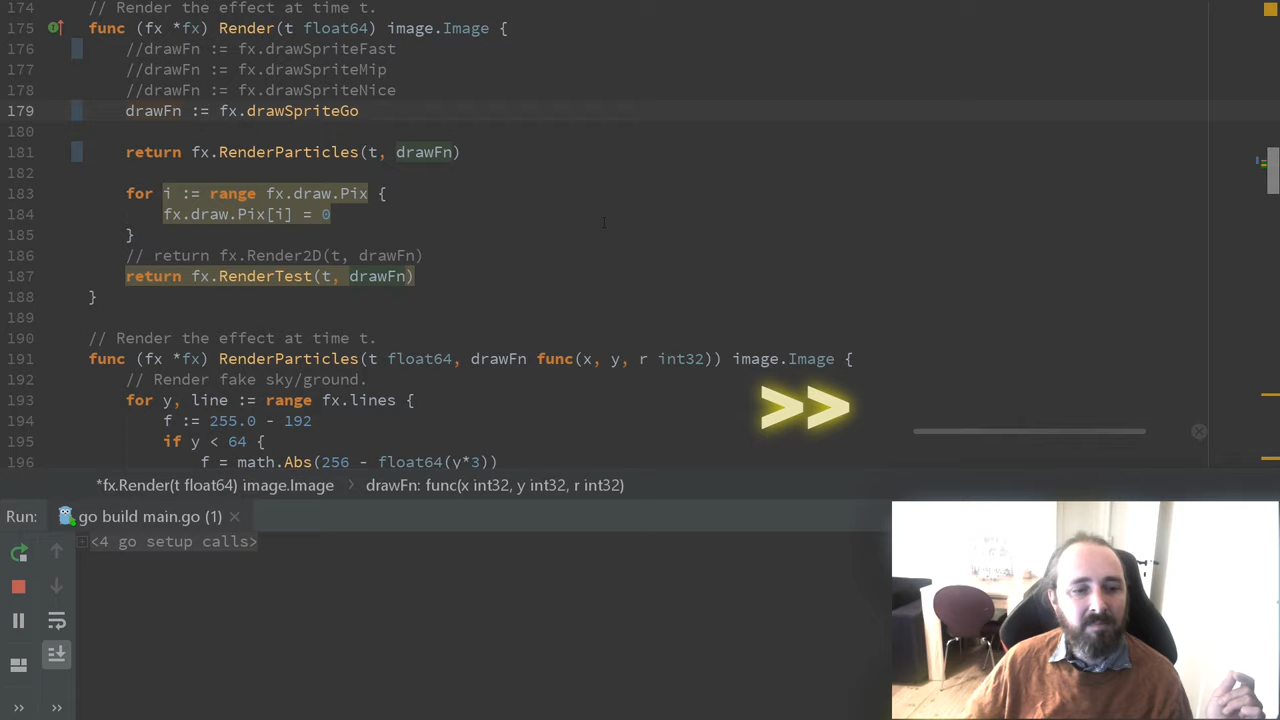 174 // Render the effect at time t.
175 func (fx *fx) Render(t float64) image.Image {
176 //drawFn := fx.drawSpriteFast
177 //drawFn := fx.drawSpriteMip
178 //drawFn := fx.drawSpriteNice
179 drawFn := fx.drawSpriteGo
180
181 return fx.RenderParticles(t, drawFn)
182
183 for i := range fx.draw.Pix {
184 fx.draw.Pix[i] = 0
185 }
186 // return fx.Render2D(t, drawFn)
187 return fx.RenderTest(t, drawFn)
188 }
189
190 // Render the effect at time t.
191 func (fx *fx) RenderParticles(t float64, drawFn func(x, y, r int32)) image.Image {
192 // Render fake sky/ground.
193 for y, line := range fx.lines {
194 f := 255.0 - 192
195 if y < 64 {
196 f = math.Abs(256 - float64(y*3))
>>
*fx.Render(t float64) image.Image > drawFn: func(x int32, y int32, r int32)
Run: go build main.go (1)
<4 go setup calls>
>> >>